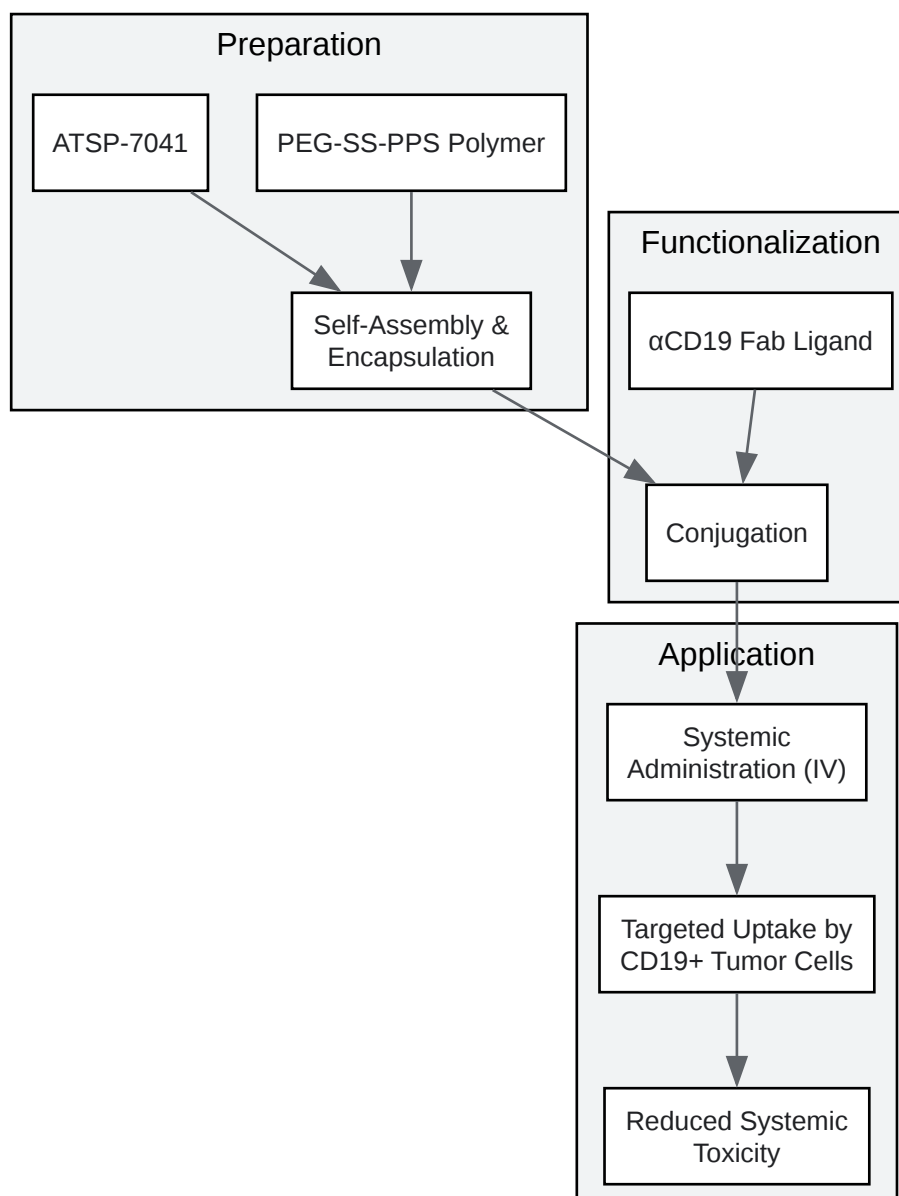 Preparation
ATSP-7041
PEG-SS-PPS Polymer
Self-Assembly &
Encapsulation
Functionalization
αCD19 Fab Ligand
Conjugation
Application
Systemic
Administration (IV)
Targeted Uptake by
CD19+ Tumor Cells
Reduced Systemic
Toxicity